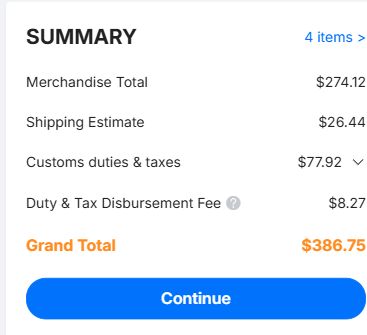 SUMMARY 4 items >
Merchandise Total $274.12
Shipping Estimate $26.44
Customs duties & taxes $77.92
Duty & Tax Disbursement Fee ? $8.27
Grand Total $386.75
Continue